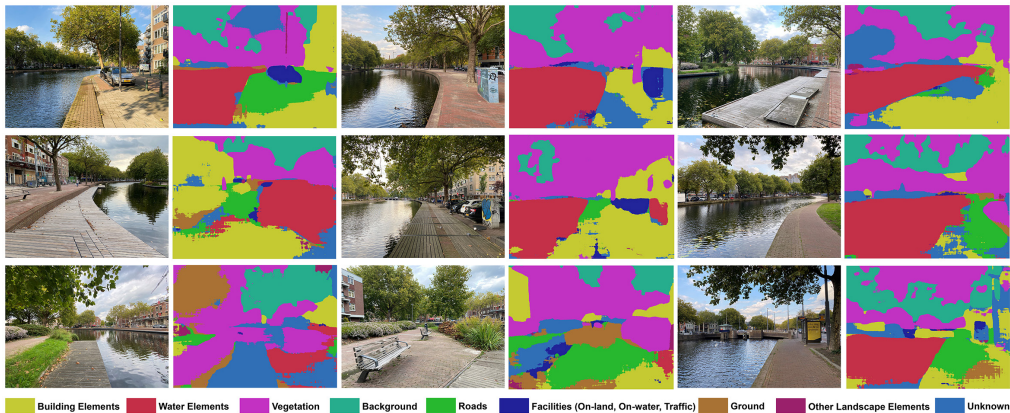 Building Elements Water Elements Vegetation Background Roads Facilities (On-land, On-water, Traffic) Ground Other Landscape Elements Unknown